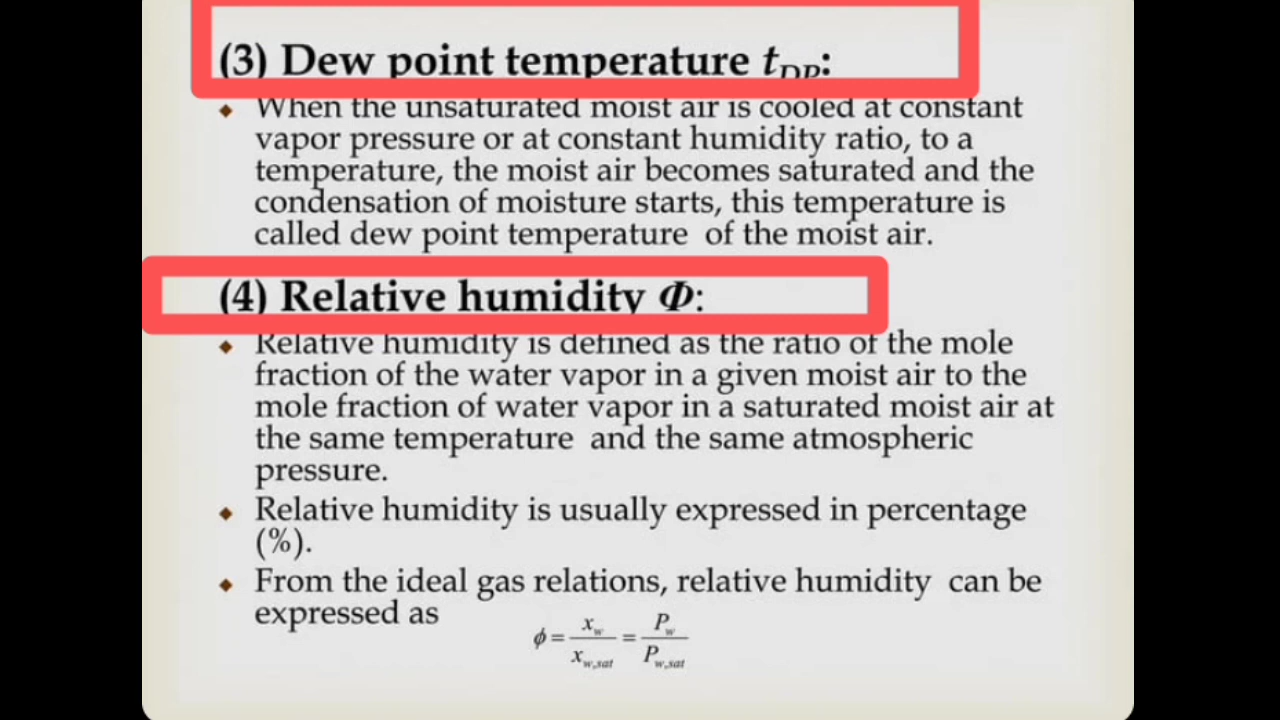 (3) Dew point temperature tDP:
◆ When the unsaturated moist air is cooled at constant
vapor pressure or at constant humidity ratio, to a
temperature, the moist air becomes saturated and the
condensation of moisture starts, this temperature is
called dew point temperature of the moist air.
(4) Relative humidity Φ:
◆ Relative humidity is defined as the ratio of the mole
fraction of the water vapor in a given moist air to the
mole fraction of water vapor in a saturated moist air at
the same temperature and the same atmospheric
pressure.
◆ Relative humidity is usually expressed in percentage
(%).
◆ From the ideal gas relations, relative humidity can be
expressed as
ϕ = x_w / x_w,sat = P_w / P_w,sat